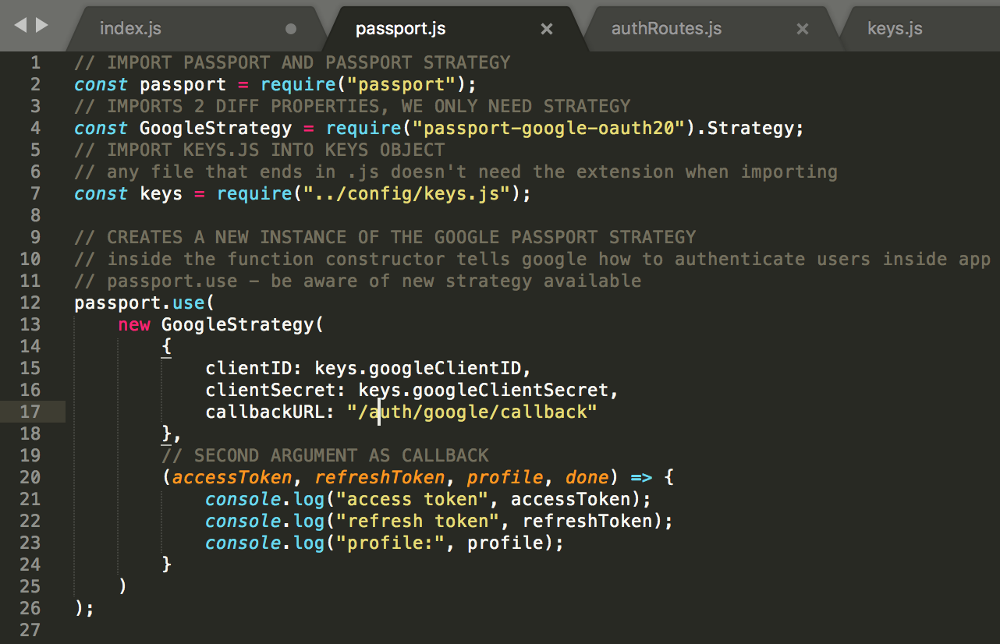 index.js passport.js authRoutes.js keys.js
1 // IMPORT PASSPORT AND PASSPORT STRATEGY
2 const passport = require("passport");
3 // IMPORTS 2 DIFF PROPERTIES, WE ONLY NEED STRATEGY
4 const GoogleStrategy = require("passport-google-oauth20").Strategy;
5 // IMPORT KEYS.JS INTO KEYS OBJECT
6 // any file that ends in .js doesn't need the extension when importing
7 const keys = require("../config/keys.js");
8
9 // CREATES A NEW INSTANCE OF THE GOOGLE PASSPORT STRATEGY
10 // inside the function constructor tells google how to authenticate users inside app
11 // passport.use - be aware of new strategy available
12 passport.use(
13     new GoogleStrategy(
14         {
15             clientID: keys.googleClientID,
16             clientSecret: keys.googleClientSecret,
17             callbackURL: "/auth/google/callback"
18         },
19         // SECOND ARGUMENT AS CALLBACK
20         (accessToken, refreshToken, profile, done) => {
21             console.log("access token", accessToken);
22             console.log("refresh token", refreshToken);
23             console.log("profile:", profile);
24         }
25     )
26 );
27